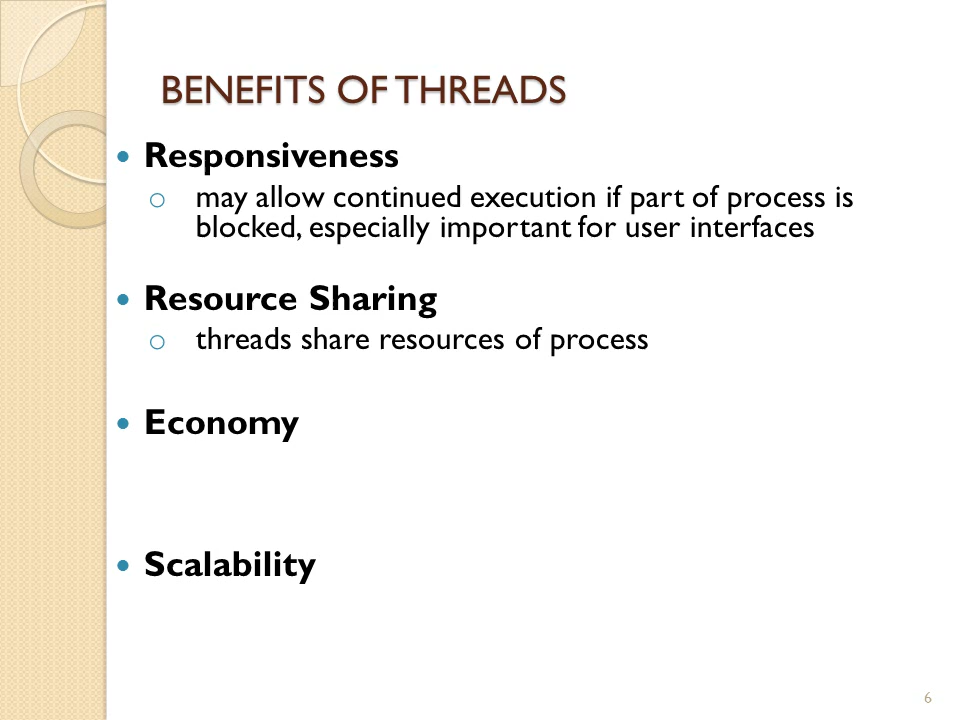 BENEFITS OF THREADS
• Responsiveness
o may allow continued execution if part of process is
blocked, especially important for user interfaces
• Resource Sharing
o threads share resources of process
• Economy
• Scalability
6